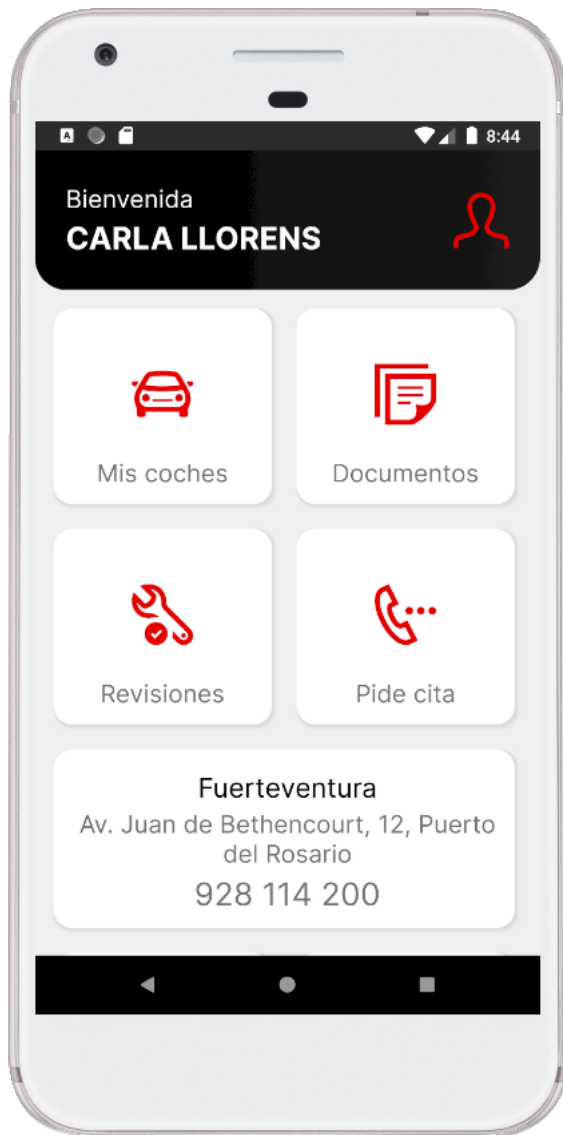 A
8:44
Bienvenida
CARLA LLORENS
Mis coches
Documentos
Revisiones
Pide cita
Fuerteventura
Av. Juan de Bethencourt, 12, Puerto
del Rosario
928 114 200